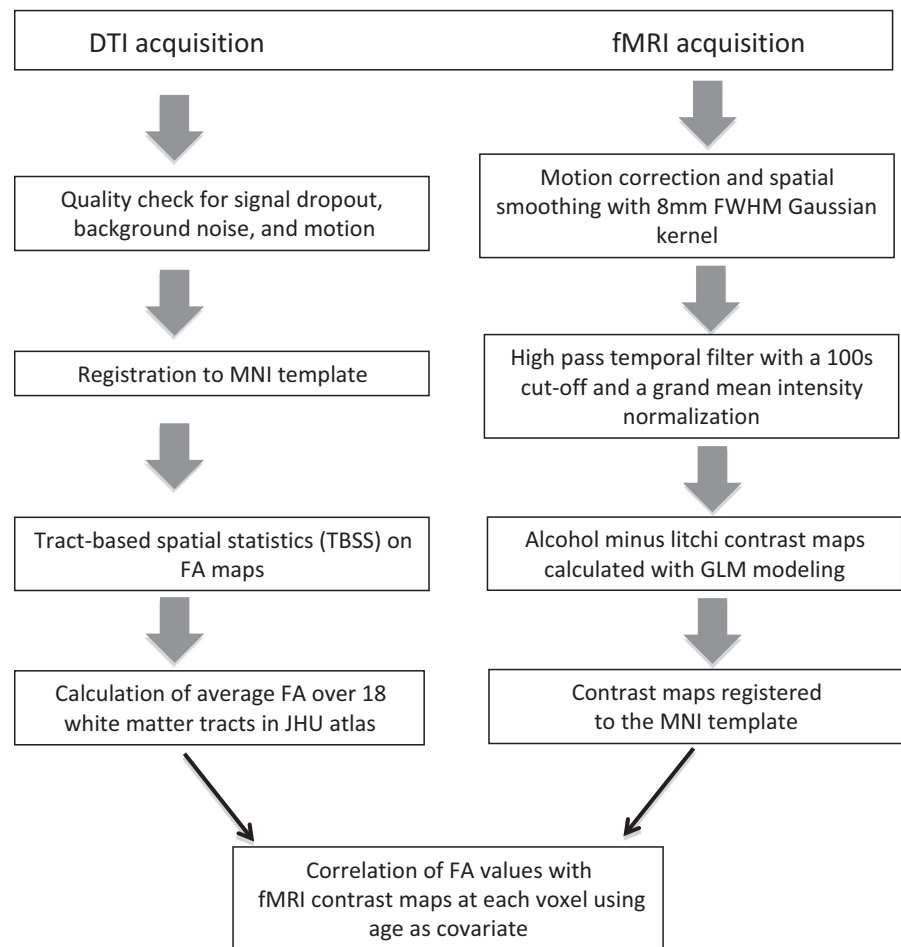 DTI acquisition
fMRI acquisition
Quality check for signal dropout,
background noise, and motion
Registration to MNI template
Tract-based spatial statistics (TBSS) on
FA maps
Calculation of average FA over 18
white matter tracts in JHU atlas
Motion correction and spatial
smoothing with 8mm FWHM Gaussian
kernel
High pass temporal filter with a 100s
cut-off and a grand mean intensity
normalization
Alcohol minus litchi contrast maps
calculated with GLM modeling
Contrast maps registered
to the MNI template
Correlation of FA values with
fMRI contrast maps at each voxel using
age as covariate